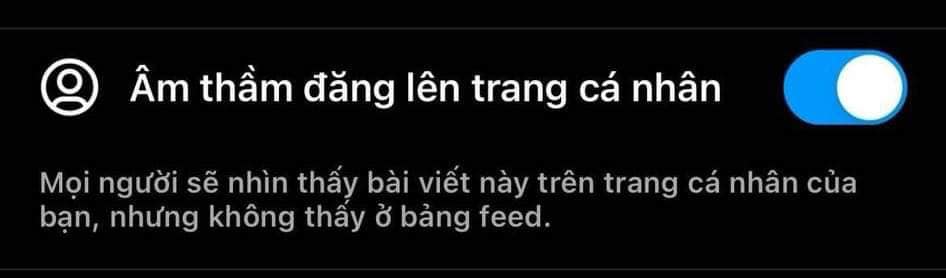 Âm thầm đăng lên trang cá nhân
Mọi người sẽ nhìn thấy bài viết này trên trang cá nhân của
bạn, nhưng không thấy ở bảng feed.